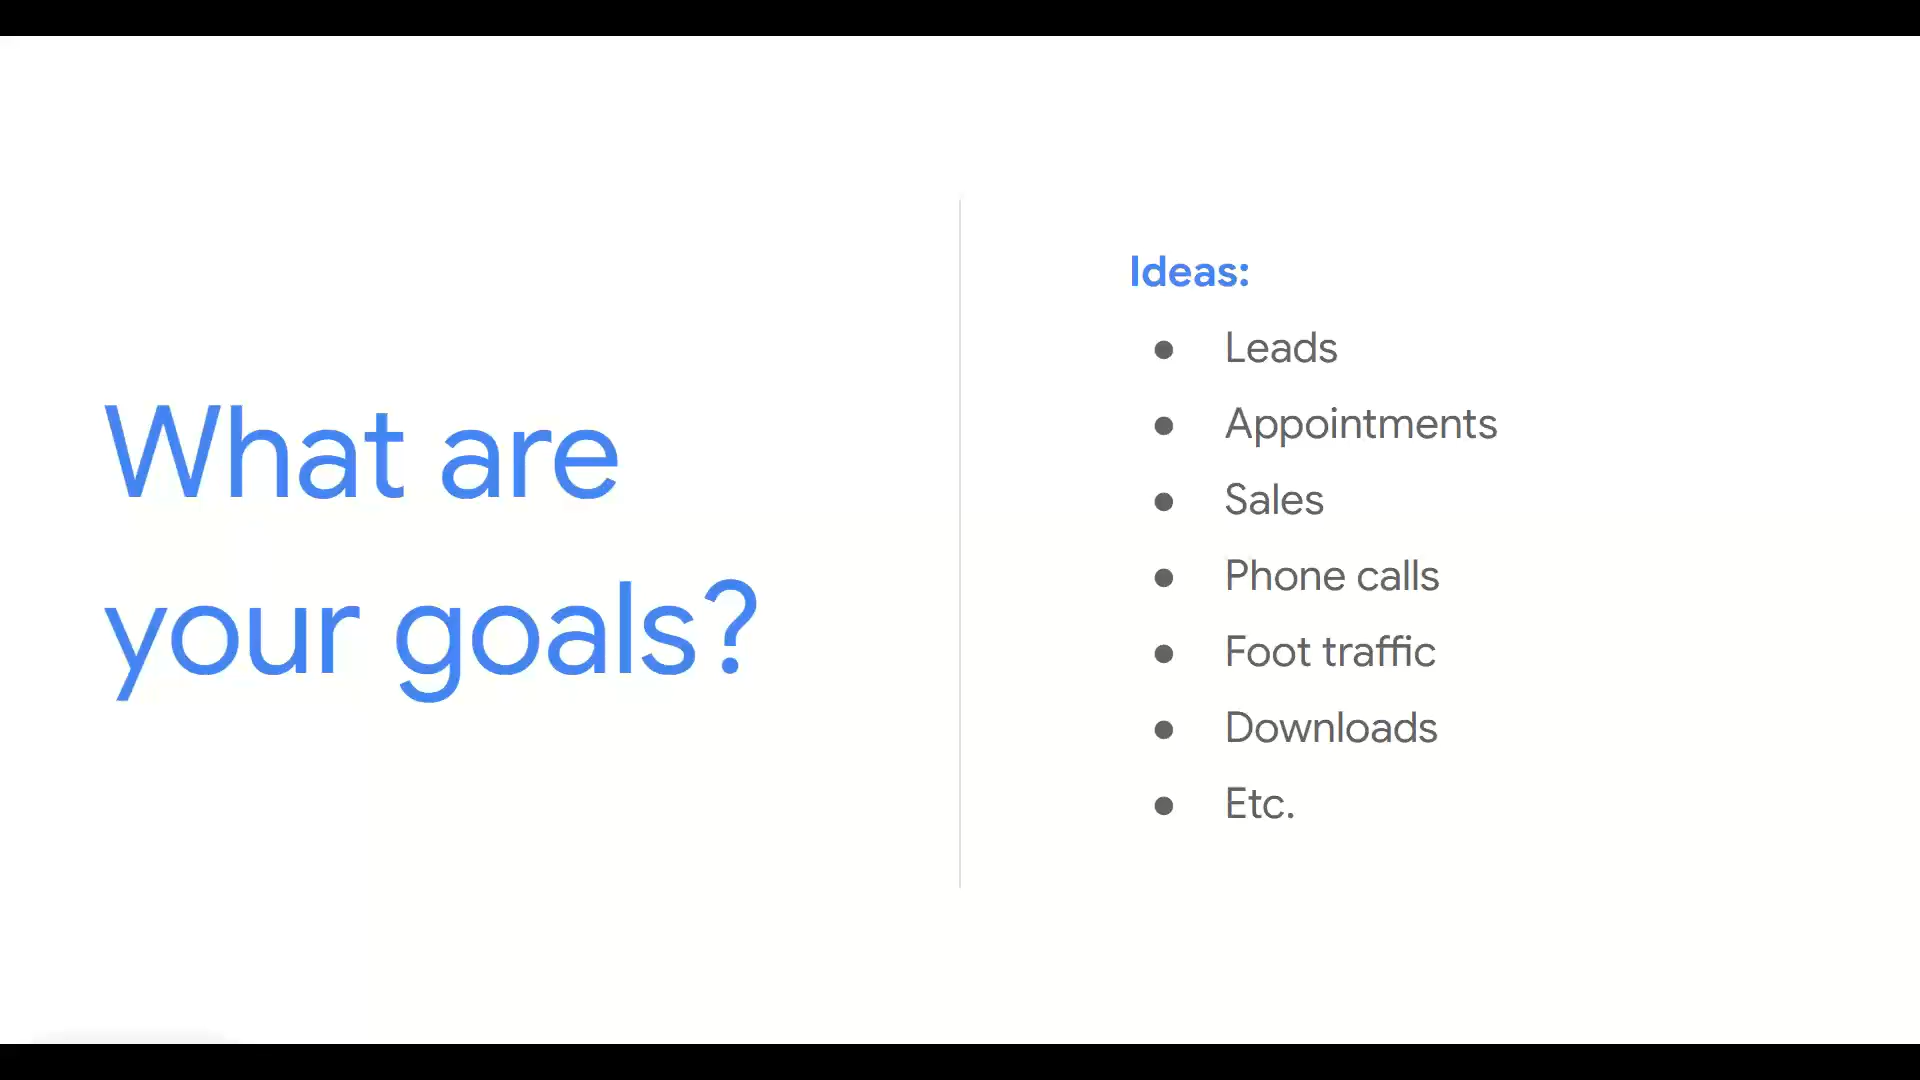 What are
your goals?
Ideas:
● Leads
● Appointments
● Sales
● Phone calls
● Foot traffic
● Downloads
● Etc.